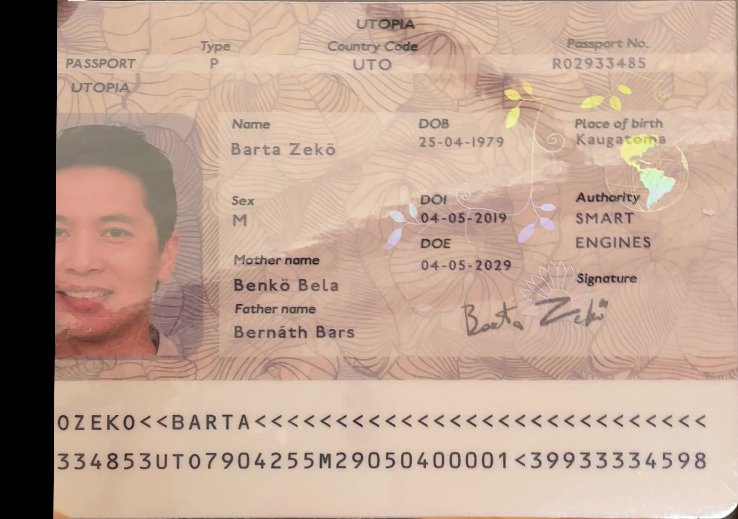 UTOPIA
Type Country Code Passport No.
PASSPORT P UTO R02933485
UTOPIA
Name DOB Place of birth
Barta Zekö 25-04-1979 Kaugatoma
Sex DOI Authority
M 04-05-2019 SMART
DOE ENGINES
Mother name 04-05-2029
Benkö Bela Signature
Father name
Bernáth Bars Barta Zekö
OZEKO<<BARTA<<<<<<<<<<<<<<<<<<<<<<<<<<<<
334853UTO7904255M29050400001<39933334598